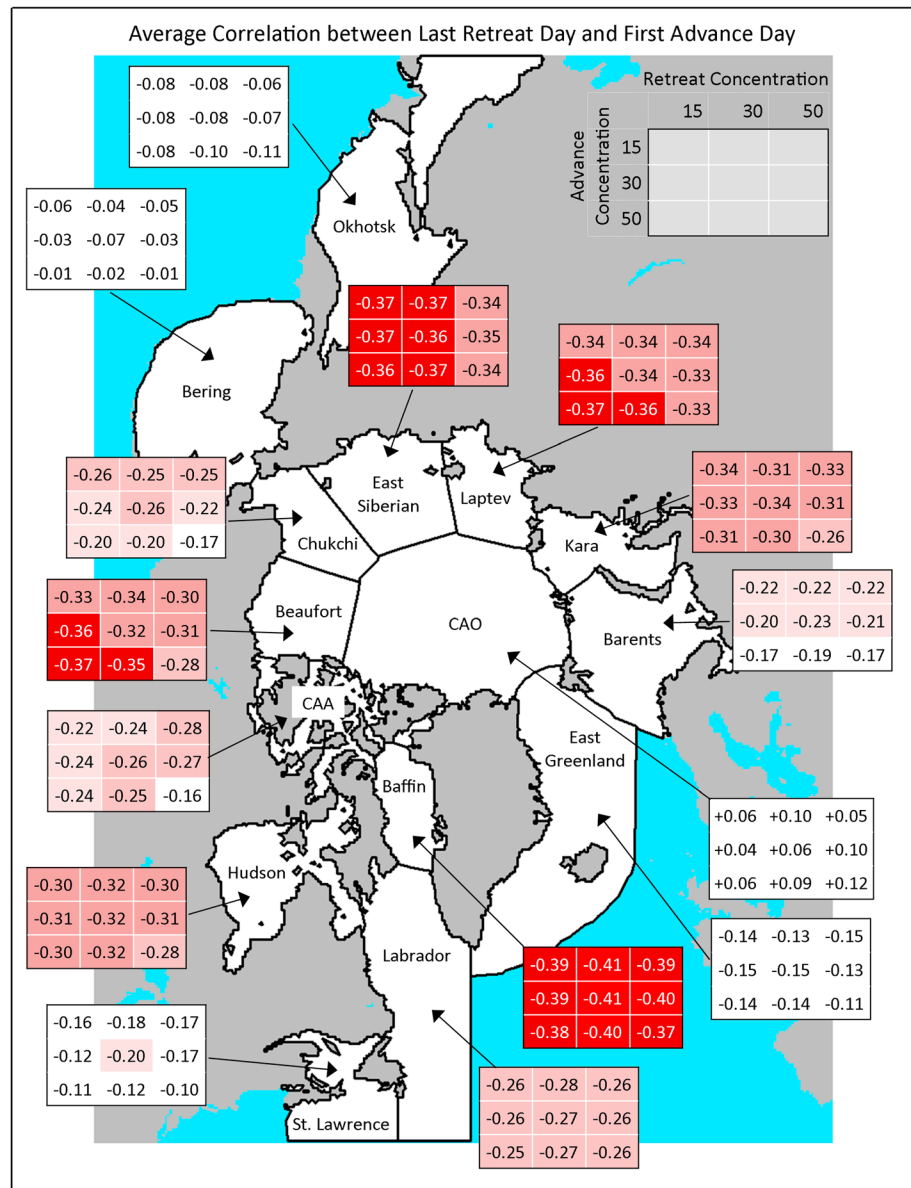 Average Correlation between Last Retreat Day and First Advance Day
Retreat Concentration
15 30 50
Advance
Concentration
15
30
50
-0.08 -0.08 -0.06
-0.08 -0.08 -0.07
-0.08 -0.10 -0.11
Okhotsk
-0.06 -0.04 -0.05
-0.03 -0.07 -0.03
-0.01 -0.02 -0.01
Bering
-0.37 -0.37 -0.34
-0.37 -0.36 -0.35
-0.36 -0.37 -0.34
East
Siberian
-0.34 -0.34 -0.34
-0.36 -0.34 -0.33
-0.37 -0.36 -0.33
Laptev
-0.26 -0.25 -0.25
-0.24 -0.26 -0.22
-0.20 -0.20 -0.17
Chukchi
-0.34 -0.31 -0.33
-0.33 -0.34 -0.31
-0.31 -0.30 -0.26
Kara
-0.33 -0.34 -0.30
-0.36 -0.32 -0.31
-0.37 -0.35 -0.28
Beaufort
CAO
-0.22 -0.22 -0.22
-0.20 -0.23 -0.21
-0.17 -0.19 -0.17
Barents
-0.22 -0.24 -0.28
-0.24 -0.26 -0.27
-0.24 -0.25 -0.16
CAA
Baffin
East
Greenland
+0.06 +0.10 +0.05
+0.04 +0.06 +0.10
+0.06 +0.09 +0.12
-0.30 -0.32 -0.30
-0.31 -0.32 -0.31
-0.30 -0.32 -0.28
Hudson
Labrador
-0.39 -0.41 -0.39
-0.39 -0.41 -0.40
-0.38 -0.40 -0.37
-0.14 -0.13 -0.15
-0.15 -0.15 -0.13
-0.14 -0.14 -0.11
-0.16 -0.18 -0.17
-0.12 -0.20 -0.17
-0.11 -0.12 -0.10
St. Lawrence
-0.26 -0.28 -0.26
-0.26 -0.27 -0.26
-0.25 -0.27 -0.26